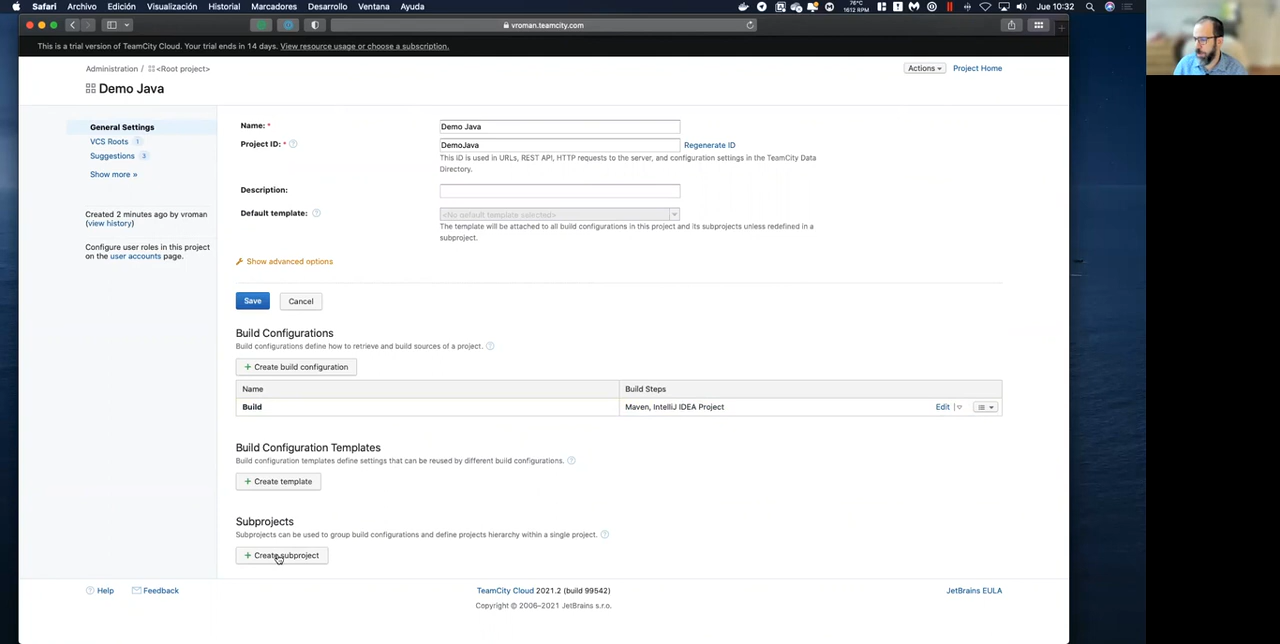 Safari Archivo Edición Visualización Historial Marcadores Desarrollo Ventana Ayuda
76°C
1612 RPM
Jue 10:32
vroman.teamcity.com
This is a trial version of TeamCity Cloud. Your trial ends in 14 days. View resource usage or choose a subscription.
Administration / <Root project>
Actions
Project Home
Demo Java
General Settings
VCS Roots 1
Suggestions 3
Show more »
Created 2 minutes ago by vroman
(view history)
Configure user roles in this project
on the user accounts page.
Name: *
Demo Java
Project ID: *
DemoJava
Regenerate ID
This ID is used in URLs, REST API, HTTP requests to the server, and configuration settings in the TeamCity Data
Directory.
Description:
Default template:
<No default template selected>
The template will be attached to all build configurations in this project and its subprojects unless redefined in a
subproject.
Show advanced options
Save
Cancel
Build Configurations
Build configurations define how to retrieve and build sources of a project.
+ Create build configuration
Name
Build Steps
Build
Maven, IntelliJ IDEA Project
Edit
Build Configuration Templates
Build configuration templates define settings that can be reused by different build configurations.
+ Create template
Subprojects
Subprojects can be used to group build configurations and define projects hierarchy within a single project.
+ Create subproject
Help
Feedback
TeamCity Cloud 2021.2 (build 99542)
JetBrains EULA
Copyright © 2006–2021 JetBrains s.r.o.